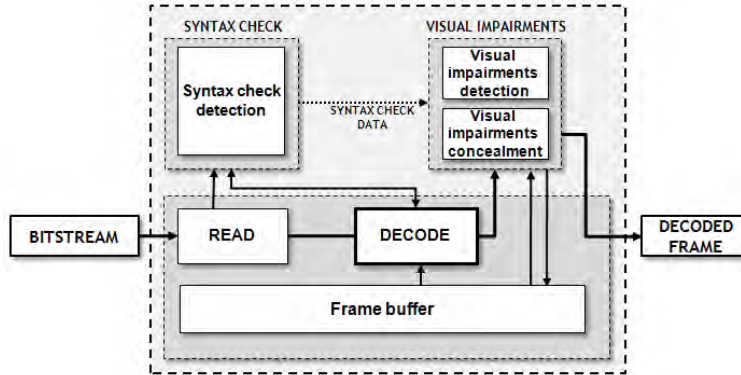 SYNTAX CHECK
VISUAL IMPAIRMENTS
Syntax check
detection
Visual
impairments
detection
SYNTAX CHECK
DATA
Visual
impairments
concealment
BITSTREAM
READ
DECODE
DECODED
FRAME
Frame buffer